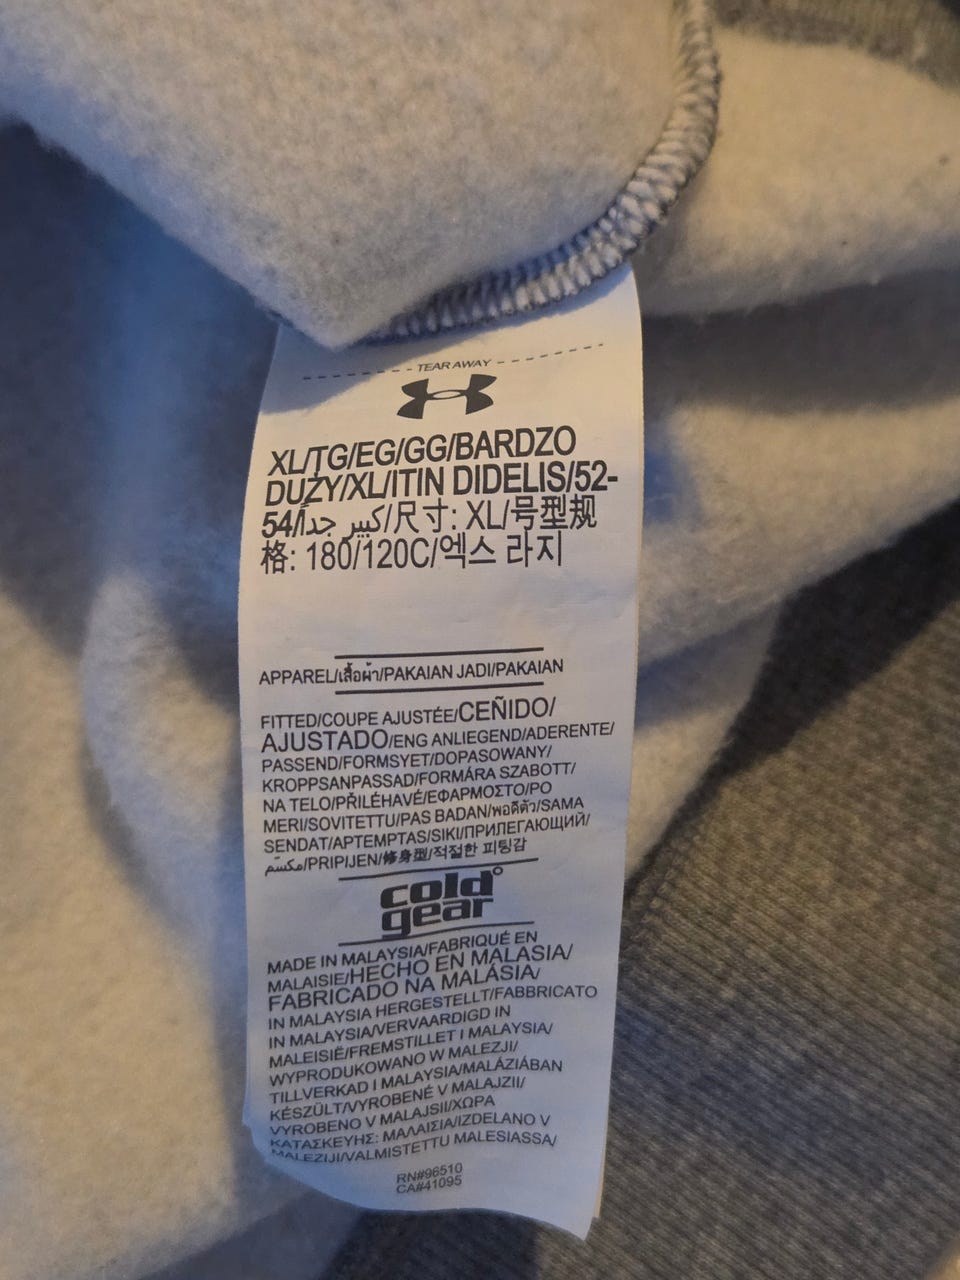 TEAR AWAY
XL/TG/EG/GG/BARDZO
DUŻY/XL/ITIN DIDELIS/52-
54/كبير جداً/尺寸: XL/号型规
格: 180/120C/엑스 라지
APPAREL/เสื้อผ้า/PAKAIAN JADI/PAKAIAN
FITTED/COUPE AJUSTÉE/CEÑIDO/
AJUSTADO/ENG ANLIEGEND/ADERENTE/
PASSEND/FORMSYET/DOPASOWANY/
KROPPSANPASSAD/FORMÁRA SZABOTT/
NA TELO/PŘILÉHAVÉ/ΕΦΑΡΜΟΣΤΟ/PO
MERI/SOVITETTU/PAS BADAN/พอดีตัว/SAMA
SENDAT/APTEMPTAS/SIKI/ПРИЛЕГАЮЩИЙ/
مكسّم/PRIPIJEN/修身型/적절한 피팅감
cold
gear
MADE IN MALAYSIA/FABRIQUÉ EN
MALAISIE/HECHO EN MALASIA/
FABRICADO NA MALÁSIA/
IN MALAYSIA HERGESTELLT/FABBRICATO
IN MALAYSIA/VERVAARDIGD IN
MALEISIË/FREMSTILLET I MALAYSIA/
WYPRODUKOWANO W MALEZJI/
TILLVERKAD I MALAYSIA/MALÁZIÁBAN
KÉSZÜLT/VYROBENÉ V MALAJZII/
VYROBENO V MALAJSII/ΧΩΡΑ
ΚΑΤΑΣΚΕΥΗΣ: ΜΑΛΑΙΣΙΑ/IZDELANO V
MALEZIJI/VALMISTETTU MALESIASSA/
RN#96510
CA#41095